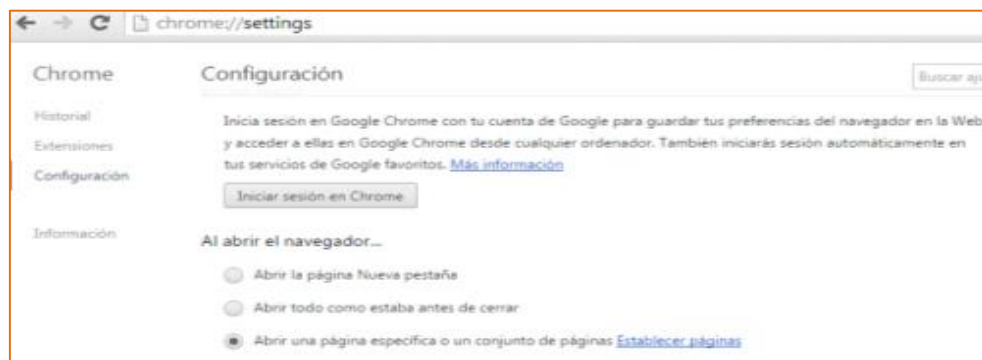 chrome://settings
Chrome
Configuración
Buscar aju
Historial
Extensiones
Configuración
Información
Inicia sesión en Google Chrome con tu cuenta de Google para guardar tus preferencias del navegador en la Web
y acceder a ellas en Google Chrome desde cualquier ordenador. También iniciarás sesión automáticamente en
tus servicios de Google favoritos. Más información
Iniciar sesión en Chrome
Al abrir el navegador...
Abrir la página Nueva pestaña
Abrir todo como estaba antes de cerrar
Abrir una página específica o un conjunto de páginas Establecer páginas